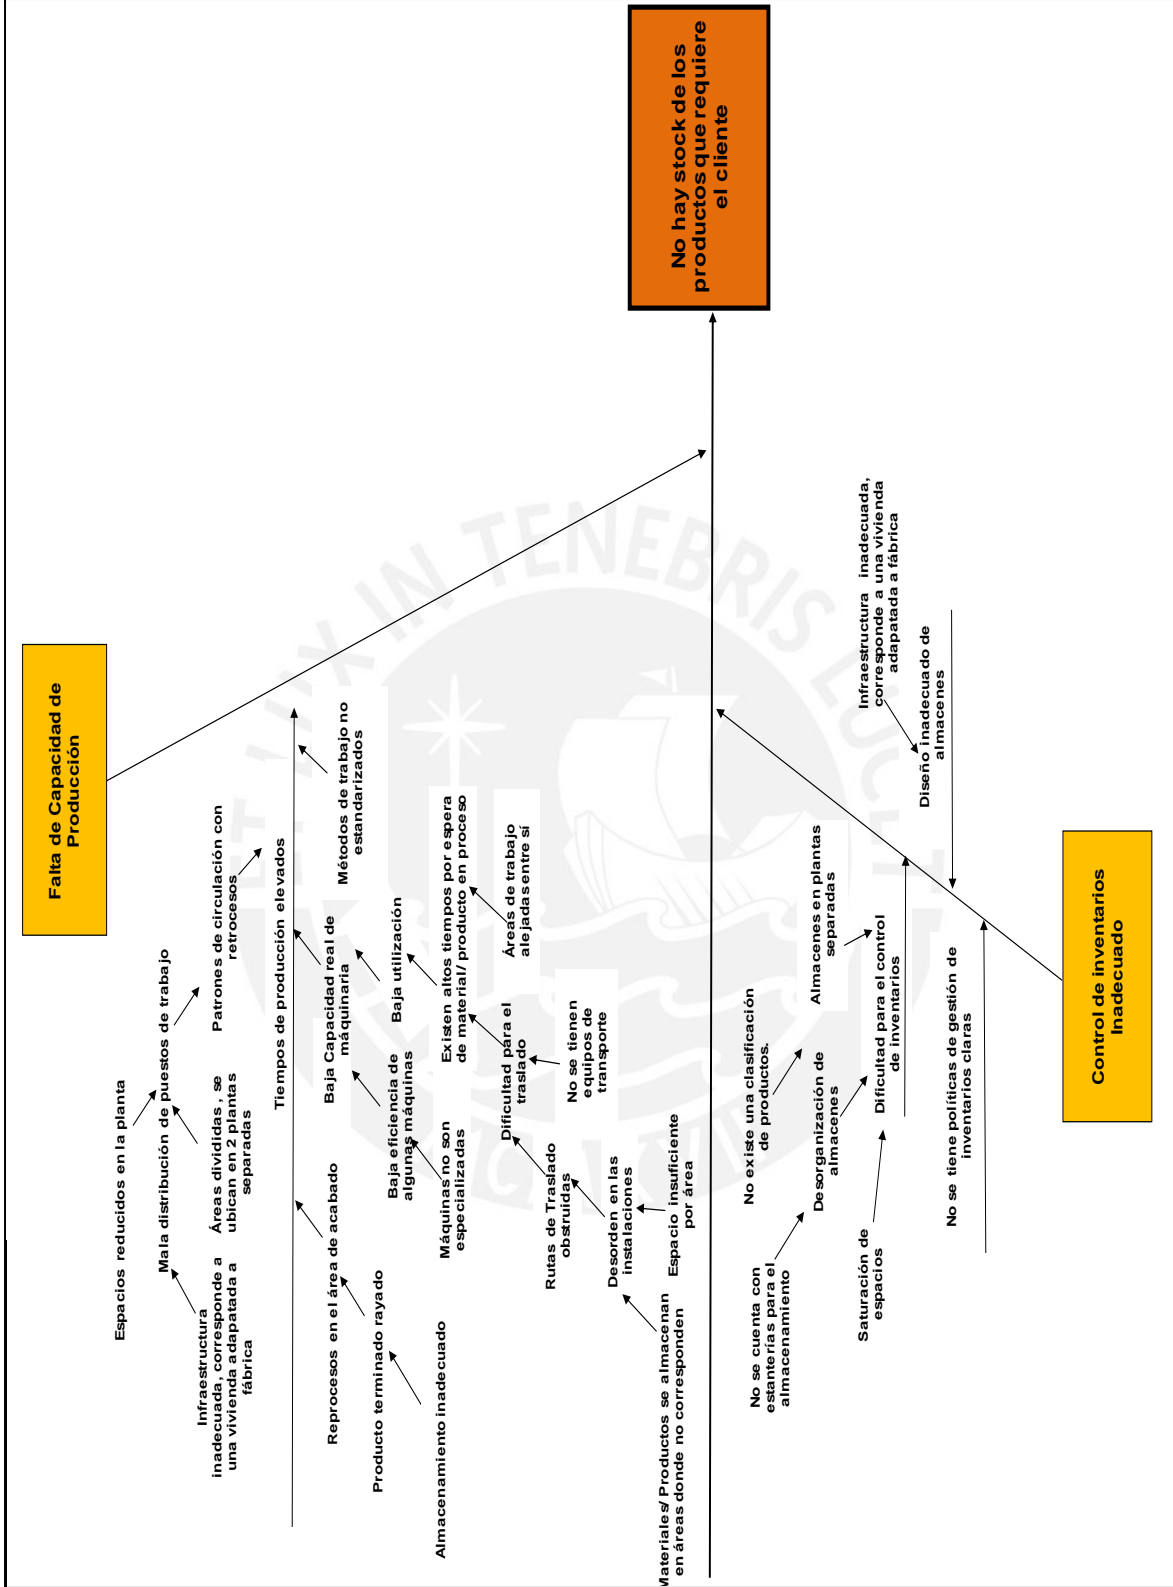 Falta de Capacidad de
Producción
Espacios reducidos en la planta
Mala distribución de puestos de trabajo
Infraestructura
inadecuada, corresponde a
una vivienda adapatada a
fábrica
Áreas divididas, se
ubican en 2 plantas
separadas
Patrones de circulación con
retrocesos
Tiempos de producción elevados
Reprocesos en el área de acabado
Baja Capacidad real de
máquinaria
Métodos de trabajo no
estandarizados
Producto terminado rayado
Baja eficiencia de
algunas máquinas
Baja utilización
Almacenamiento inadecuado
Máquinas no son
especializadas
Existen altos tiempos por espera
de material/ producto en proceso
Dificultad para el
traslado
Áreas de trabajo
alejadas entre sí
Rutas de Traslado
obstruidas
No se tienen
equipos de
transporte
Desorden en las
instalaciones
Materiales/ Productos se almacenan
en áreas donde no corresponden
Espacio insuficiente
por área
No hay stock de los
productos que requiere
el cliente
No se cuenta con
estanterías para el
almacenamiento
No existe una clasificación
de productos.
Desorganización de
almacenes
Almacenes en plantas
separadas
Saturación de
espacios
Dificultad para el control
de inventarios
Infraestructura inadecuada,
corresponde a una vivienda
adapatada a fábrica
Diseño inadecuado de
almacenes
No se tiene políticas de gestión de
inventarios claras
Control de inventarios
Inadecuado
ET LUX IN TENEBRIS LUCET